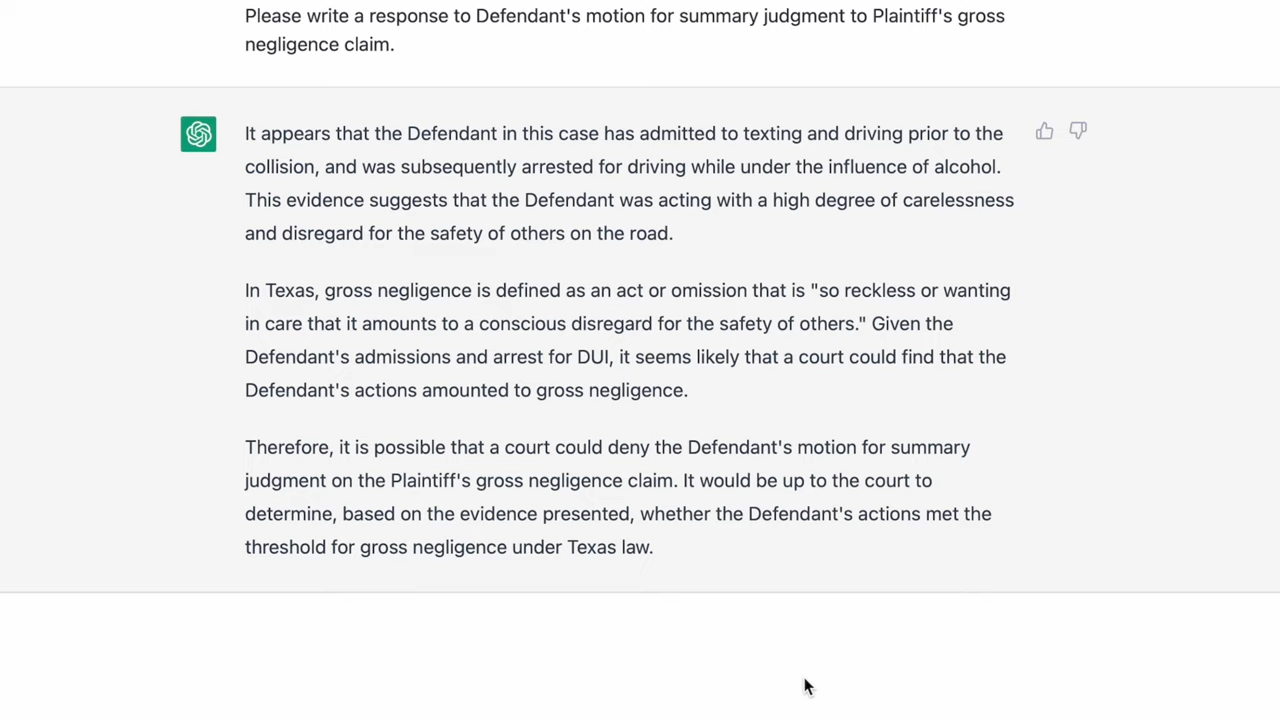 Please write a response to Defendant's motion for summary judgment to Plaintiff's gross
negligence claim.
It appears that the Defendant in this case has admitted to texting and driving prior to the
collision, and was subsequently arrested for driving while under the influence of alcohol.
This evidence suggests that the Defendant was acting with a high degree of carelessness
and disregard for the safety of others on the road.
In Texas, gross negligence is defined as an act or omission that is "so reckless or wanting
in care that it amounts to a conscious disregard for the safety of others." Given the
Defendant's admissions and arrest for DUI, it seems likely that a court could find that the
Defendant's actions amounted to gross negligence.
Therefore, it is possible that a court could deny the Defendant's motion for summary
judgment on the Plaintiff's gross negligence claim. It would be up to the court to
determine, based on the evidence presented, whether the Defendant's actions met the
threshold for gross negligence under Texas law.